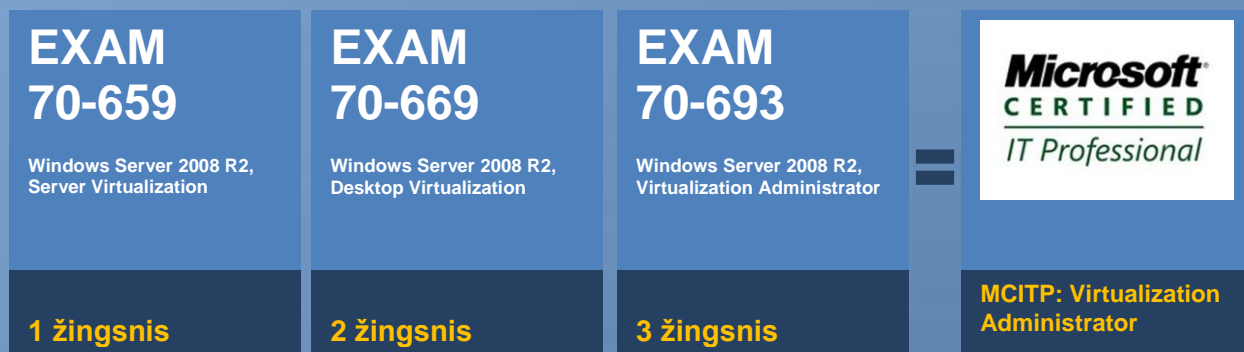 EXAM
70-659
Windows Server 2008 R2,
Server Virtualization
1 žingsnis
EXAM
70-669
Windows Server 2008 R2,
Desktop Virtualization
2 žingsnis
EXAM
70-693
Windows Server 2008 R2,
Virtualization Administrator
3 žingsnis
=
Microsoft®
CERTIFIED
IT Professional
MCITP: Virtualization
Administrator